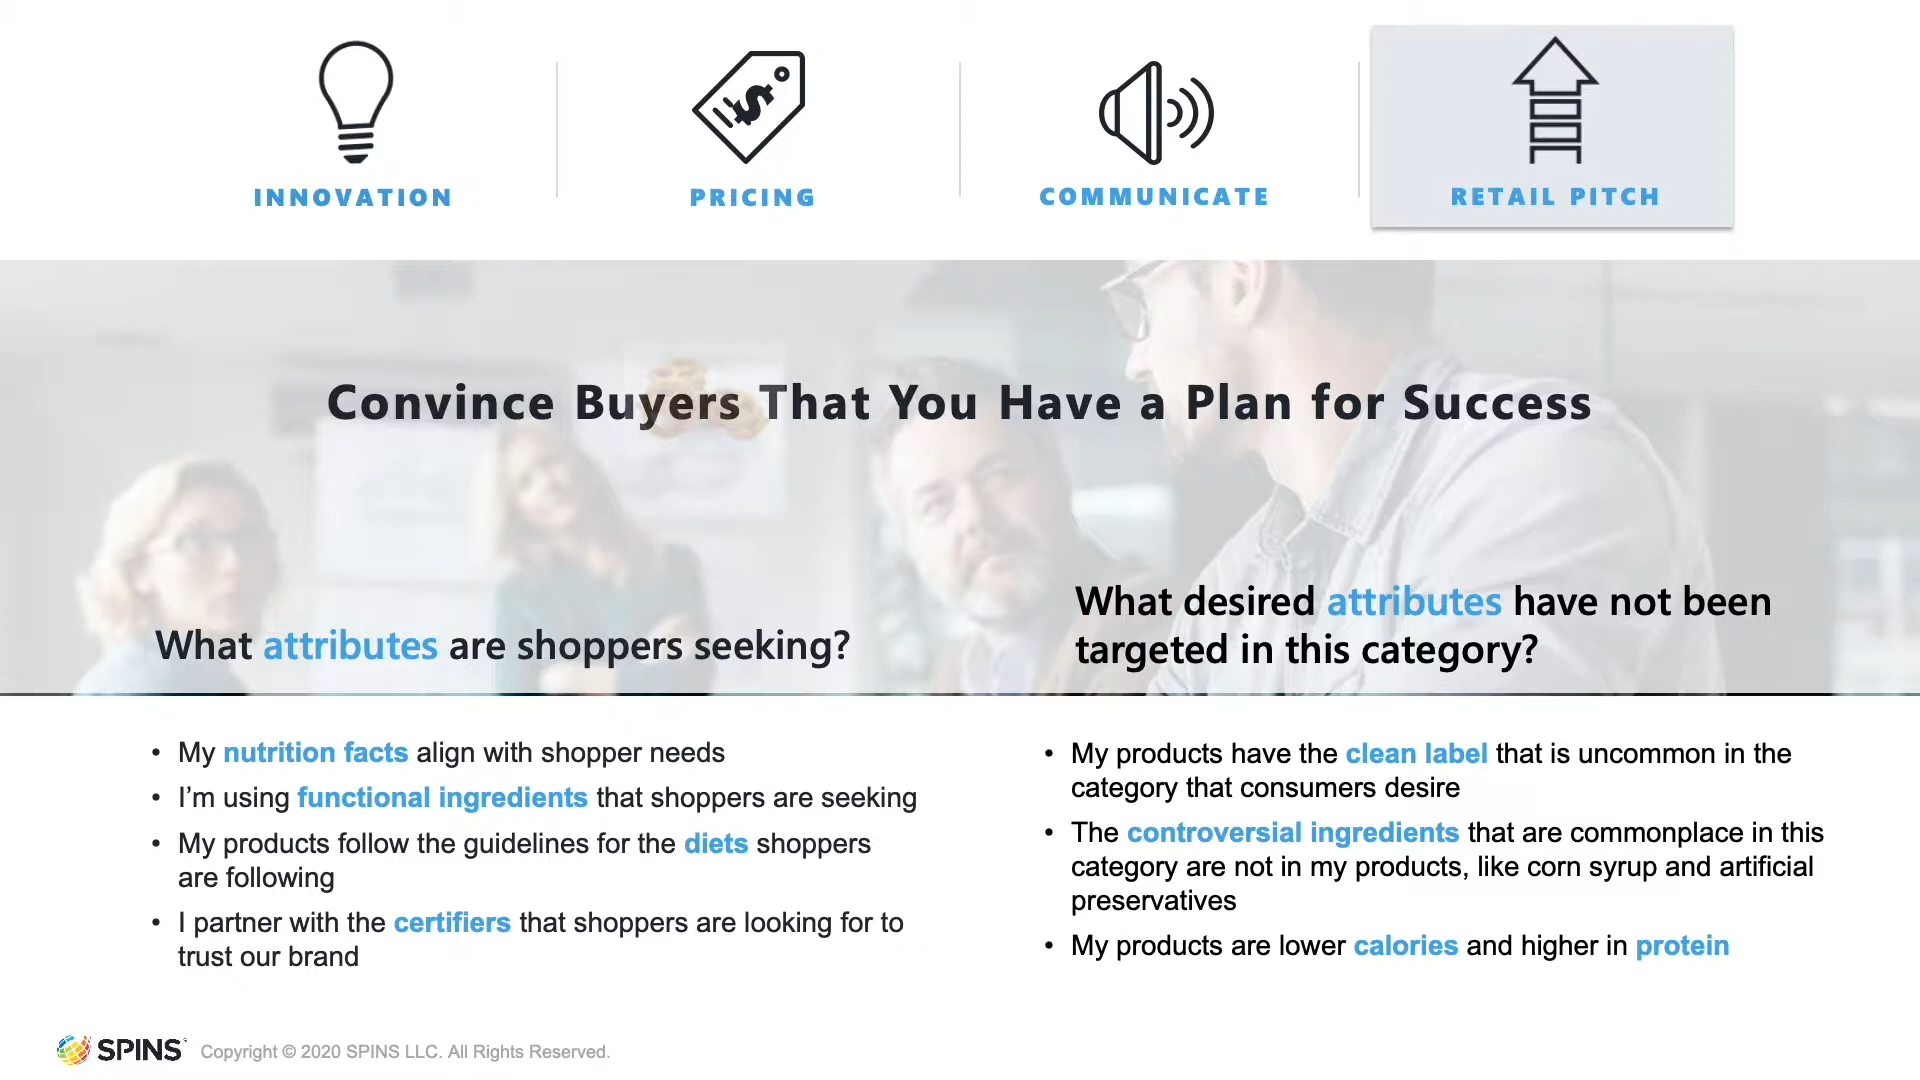 INNOVATION
PRICING
COMMUNICATE
RETAIL PITCH
Convince Buyers That You Have a Plan for Success
What attributes are shoppers seeking?
• My nutrition facts align with shopper needs
• I’m using functional ingredients that shoppers are seeking
• My products follow the guidelines for the diets shoppers
are following
• I partner with the certifiers that shoppers are looking for to
trust our brand
What desired attributes have not been
targeted in this category?
• My products have the clean label that is uncommon in the
category that consumers desire
• The controversial ingredients that are commonplace in this
category are not in my products, like corn syrup and artificial
preservatives
• My products are lower calories and higher in protein
SPINS
Copyright © 2020 SPINS LLC. All Rights Reserved.